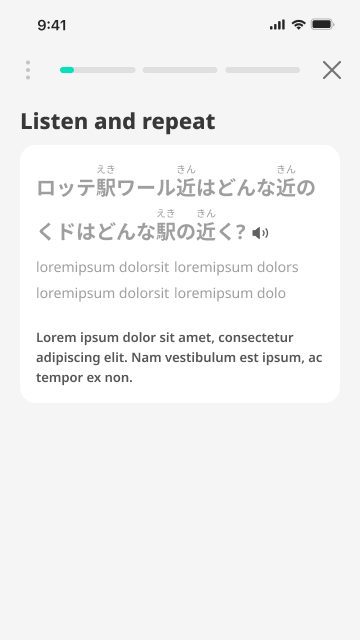 9:41
Listen and repeat
えき きん きん
ロッテ駅ワール近はどんな近の
えき きん
くドはどんな駅の近く?
loremipsum dolorsit loremipsum dolors
loremipsum dolorsit loremipsum dolo
Lorem ipsum dolor sit amet, consectetur
adipiscing elit. Nam vestibulum est ipsum, ac
tempor ex non.